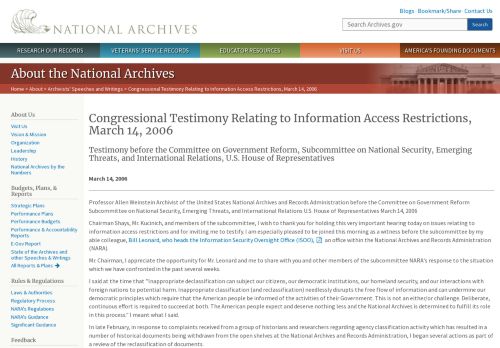 NATIONAL ARCHIVES
Blogs · Bookmark/Share · Contact Us
Search Archives.gov
Search
RESEARCH OUR RECORDS
VETERANS' SERVICE RECORDS
EDUCATOR RESOURCES
VISIT US
AMERICA'S FOUNDING DOCUMENTS
About the National Archives
Home > About > Archivists' Speeches and Writings > Congressional Testimony Relating to Information Access Restrictions, March 14, 2006
About Us
Visit Us
Vision & Mission
Organization
Leadership
History
National Archives by the
Numbers
Budgets, Plans, &
Reports
Strategic Plans
Performance Plans
Performance Budgets
Performance & Accountability
Reports
E-Gov Report
State of the Archives and
other Speeches & Writings
All Reports & Plans
Rules & Regulations
Laws & Authorities
Regulatory Process
NARA's Regulations
NARA's Guidance
Significant Guidance
Feedback
Congressional Testimony Relating to Information Access Restrictions,
March 14, 2006
Testimony before the Committee on Government Reform, Subcommittee on National Security, Emerging
Threats, and International Relations, U.S. House of Representatives
March 14, 2006
Professor Allen Weinstein Archivist of the United States National Archives and Records Administration before the Committee on Government Reform
Subcommittee on National Security, Emerging Threats, and International Relations U.S. House of Representatives March 14, 2006
Chairman Shays, Mr. Kucinich, and members of the subcommittee, I wish to thank you for holding this very important hearing today on issues relating to
information access restrictions and for inviting me to testify. I am especially pleased to be joined this morning as a witness before the subcommittee by my
able colleague, Bill Leonard, who heads the Information Security Oversight Office (ISOO), an office within the National Archives and Records Administration
(NARA).
Mr. Chairman, I appreciate the opportunity for Mr. Leonard and me to share with you and other members of the subcommittee NARA's response to the situation
which we have confronted in the past several weeks.
I said at the time that "Inappropriate declassification can subject our citizens, our democratic institutions, our homeland security, and our interactions with
foreign nations to potential harm. Inappropriate classification (and reclassification) needlessly disrupts the free flow of information and can undermine our
democratic principles which require that the American people be informed of the activities of their Government. This is not an either/or challenge. Deliberate,
continuous effort is required to succeed at both. The American people expect and deserve nothing less and the National Archives is determined to fulfill its
role in this process." I meant what I said.
In late February, in response to complaints received from a group of historians and researchers regarding agency classification activity which has resulted in a
number of historical documents being withdrawn from the open shelves at the National Archives and Records Administration, I began several actions as part of
a review of the reclassification of documents.